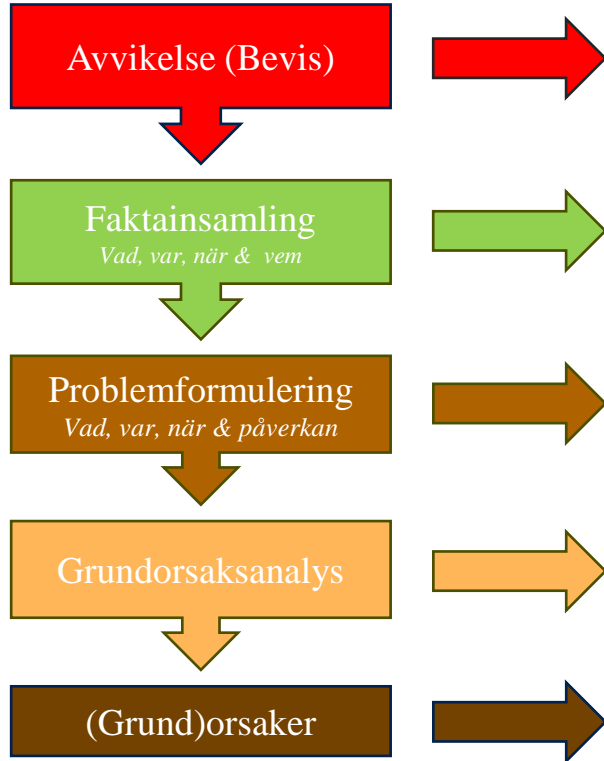 Avvikelse (Bevis)
Faktainsamling
Vad, var, när & vem
Problemformulering
Vad, var, när & påverkan
Grundorsaksanalys
(Grund)orsaker